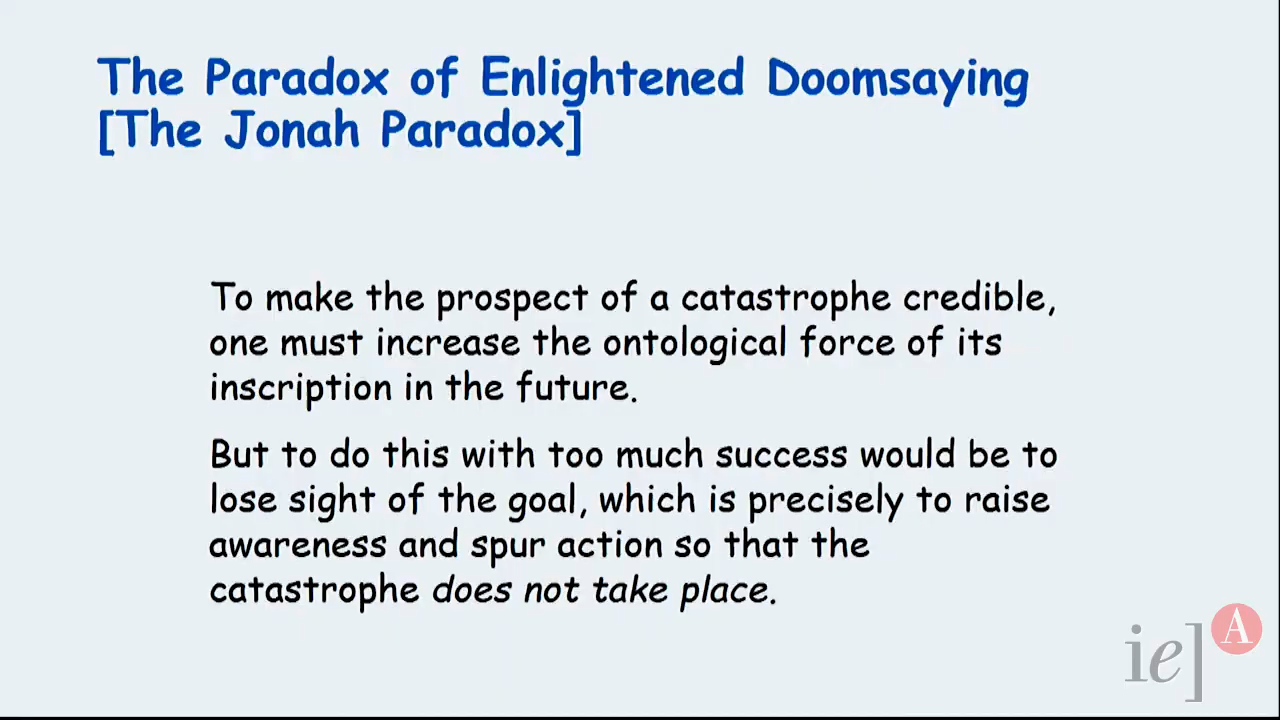 The Paradox of Enlightened Doomsaying
[The Jonah Paradox]
To make the prospect of a catastrophe credible,
one must increase the ontological force of its
inscription in the future.
But to do this with too much success would be to
lose sight of the goal, which is precisely to raise
awareness and spur action so that the
catastrophe does not take place.
ie]
A